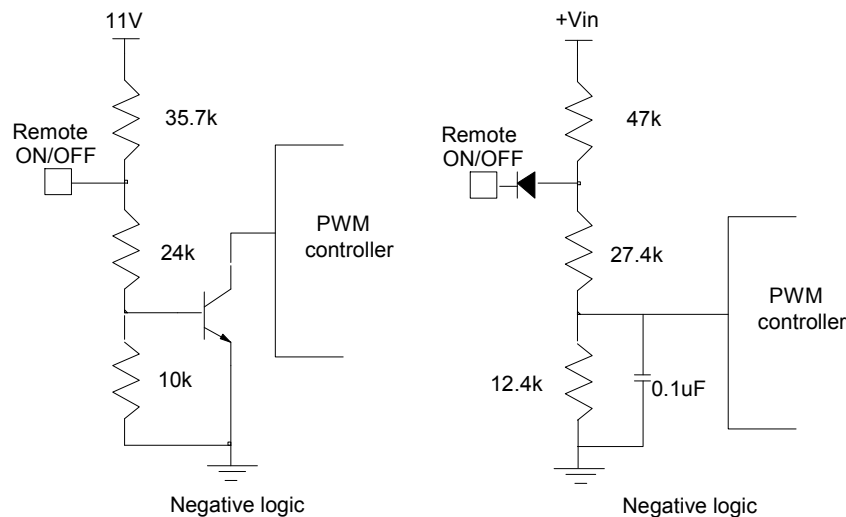 11V
35.7k
Remote
ON/OFF
24k
PWM
controller
10k
Negative logic
+Vin
47k
Remote
ON/OFF
27.4k
PWM
controller
12.4k
0.1uF
Negative logic